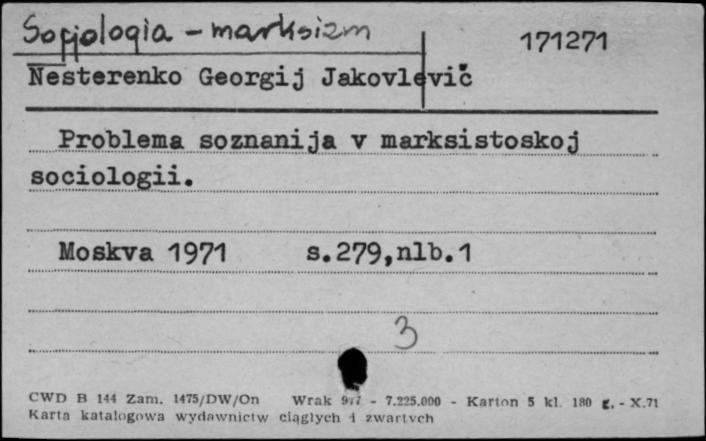 Socjologia - marksizm
171271
Nesterenko Georgij Jakovlevič
Problema soznanija v marksistoskoj
sociologii.
Moskva 1971 s.279,nlb.1
3
CWD B 144 Zam. 1475/DW/On Wrak - 7.225.000 - Karton 5 kl. 180 g. - X.71
Karta katalogowa wydawnictw ciągłych i zwartych